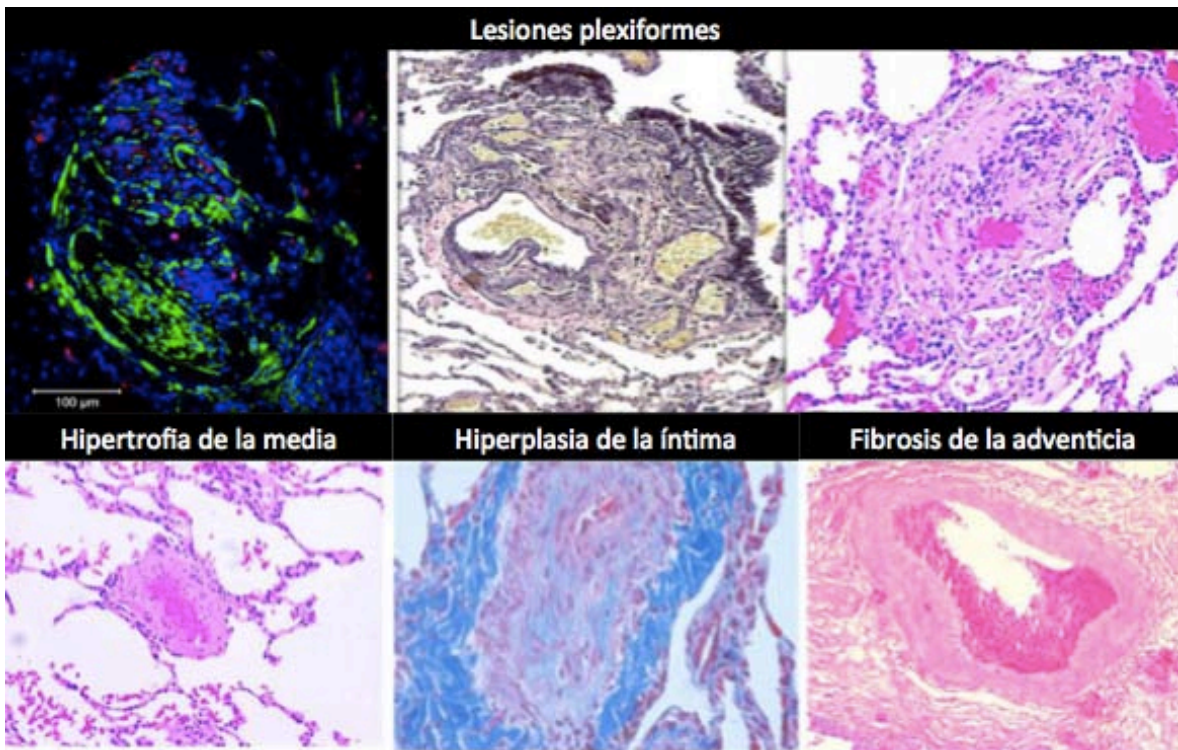 Lesiones plexiformes
100 µm
Hipertrofia de la media
Hiperplasia de la íntima
Fibrosis de la adventicia